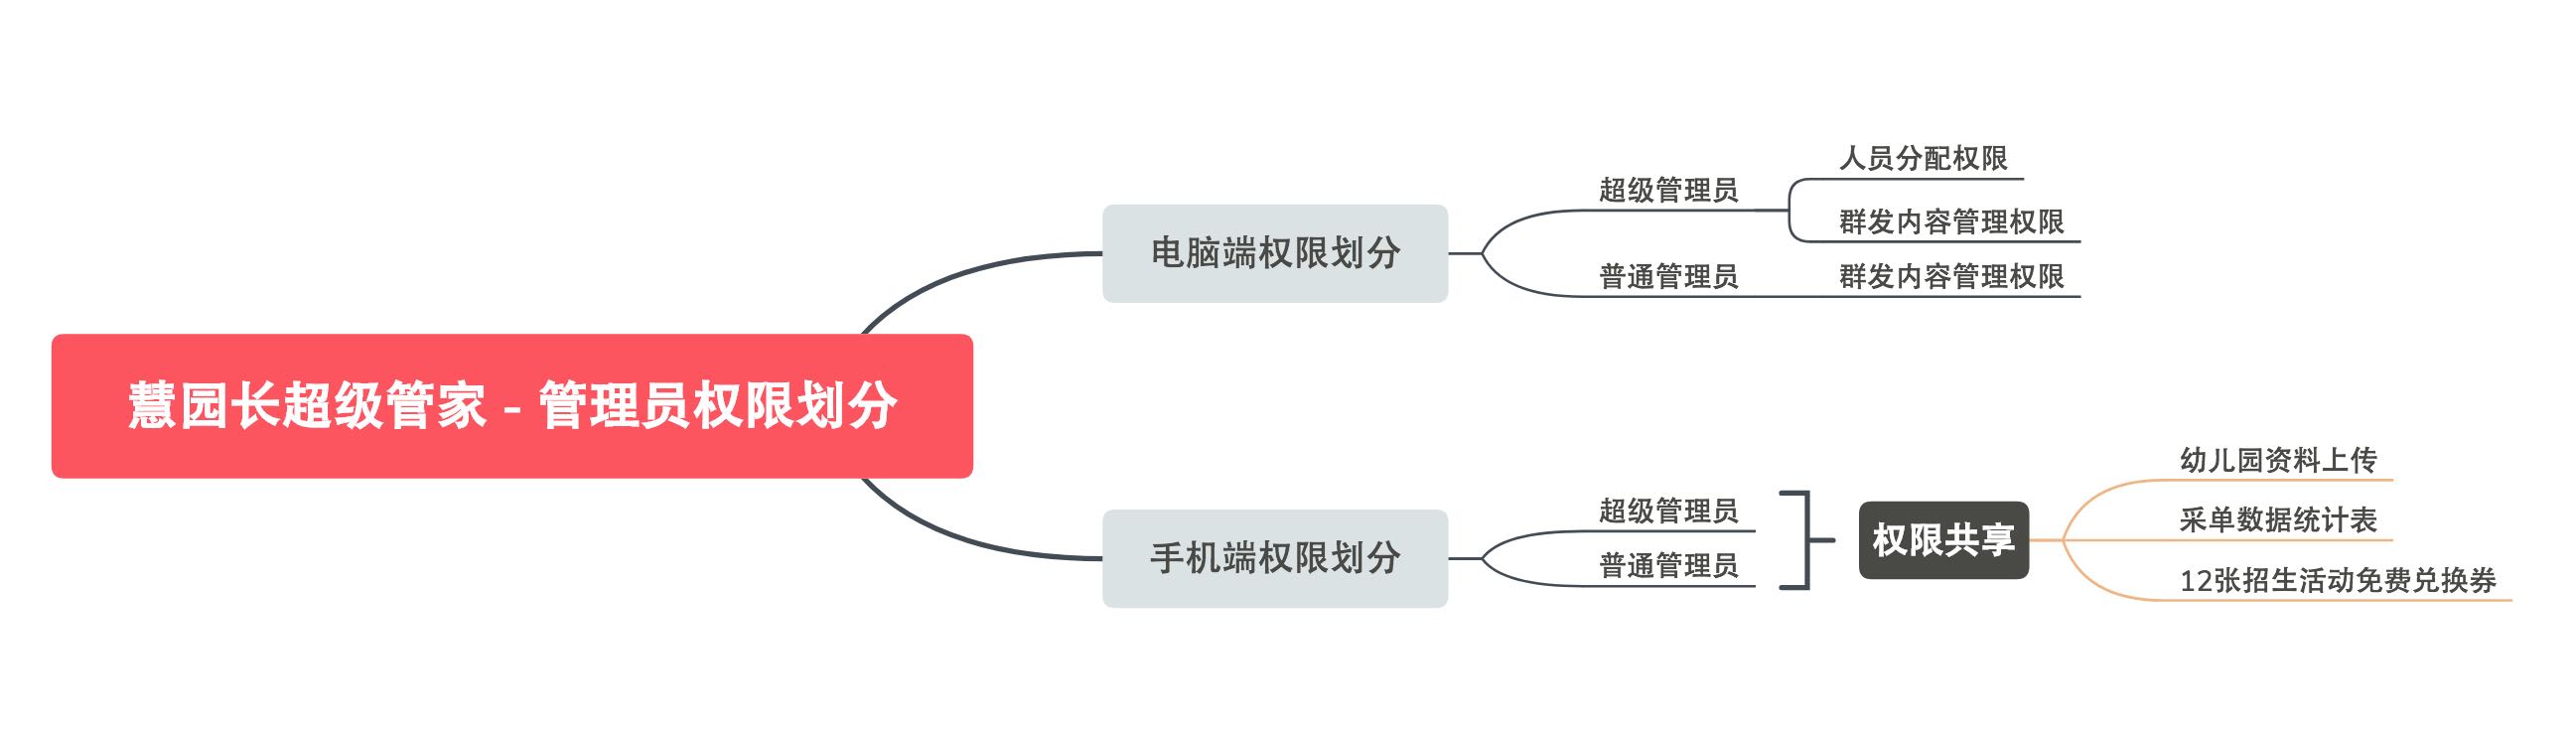 慧园长超级管家 - 管理员权限划分
电脑端权限划分
超级管理员
人员分配权限
群发内容管理权限
普通管理员
群发内容管理权限
手机端权限划分
超级管理员
普通管理员
权限共享
幼儿园资料上传
采单数据统计表
12张招生活动免费兑换券